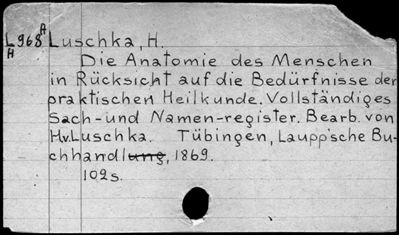 L968A Luschka, H.
H
Die Anatomie des Menschen
in Rücksicht auf die Bedürfnisse der
praktischen Heilkunde. Vollständiges
Sach- und Namen-register. Bearb. von
H.v.Luschka. Tübingen, Laupp'sche Bu-
chhandlung, 1869.
102s.